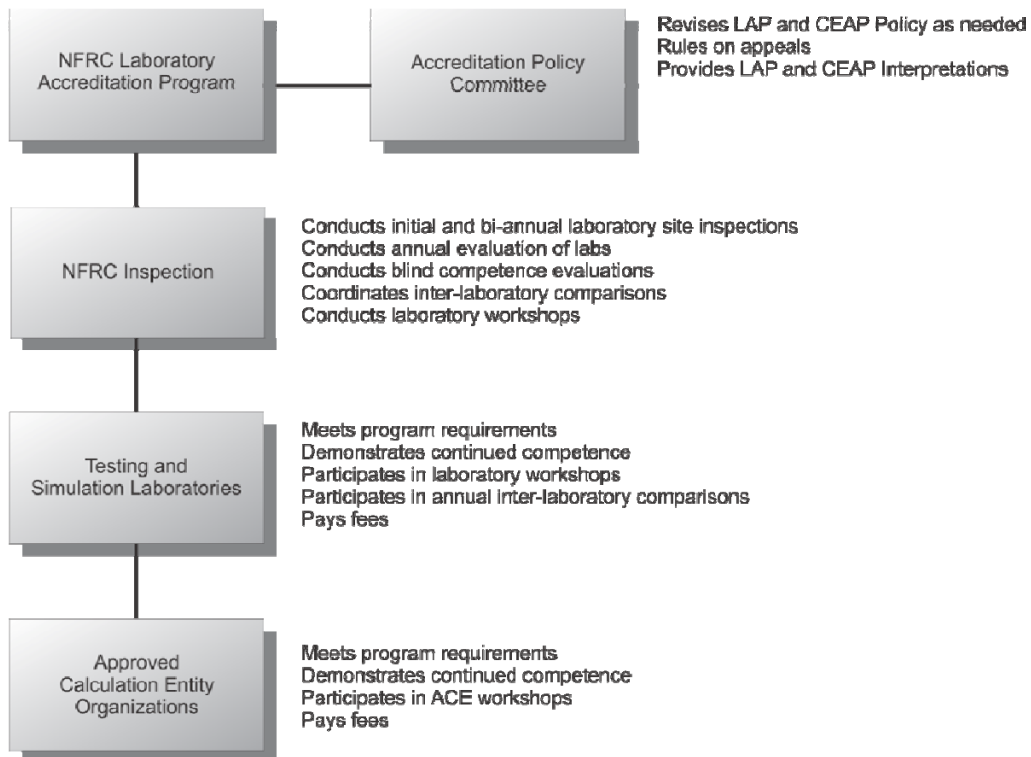 NFRC Laboratory
Accreditation Program
Accreditation Policy
Committee
Revises LAP and CEAP Policy as needed
Rules on appeals
Provides LAP and CEAP Interpretations
NFRC Inspection
Conducts initial and bi-annual laboratory site inspections
Conducts annual evaluation of labs
Conducts blind competence evaluations
Coordinates inter-laboratory comparisons
Conducts laboratory workshops
Testing and
Simulation Laboratories
Meets program requirements
Demonstrates continued competence
Participates in laboratory workshops
Participates in annual inter-laboratory comparisons
Pays fees
Approved
Calculation Entity
Organizations
Meets program requirements
Demonstrates continued competence
Participates in ACE workshops
Pays fees